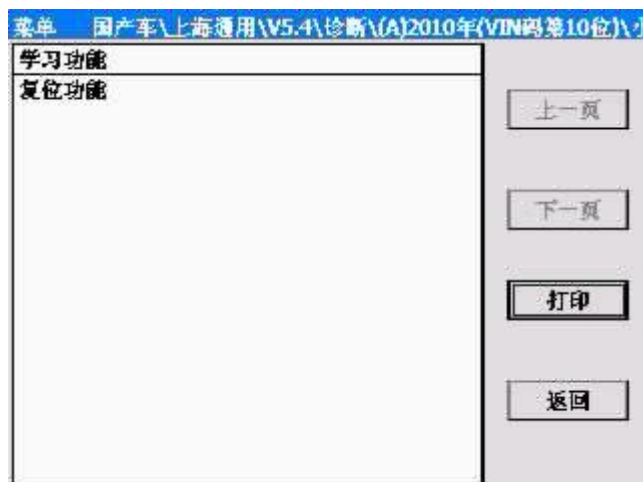 菜单 国产车\上海通用\V5.4\诊断\(A)2010年(VIN码第10位)\
学习功能
复位功能
上一页
下一页
打印
返回